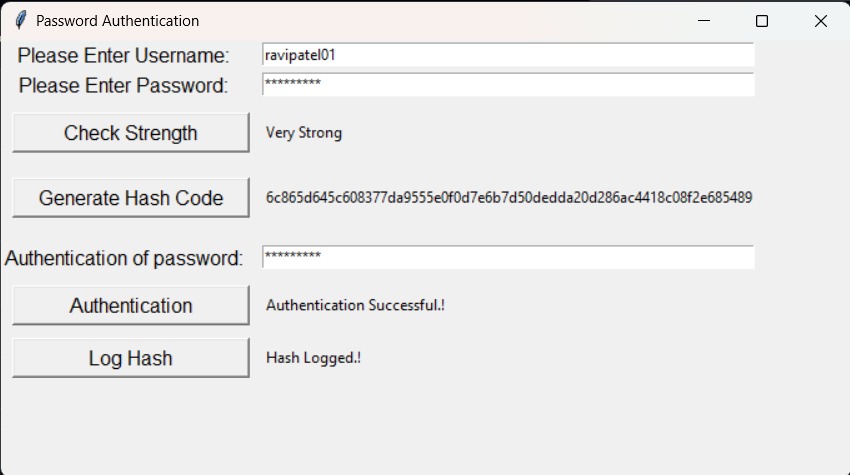 Password Authentication
Please Enter Username: ravipatel01
Please Enter Password: *********
Check Strength Very Strong
Generate Hash Code 6c865d645c608377da9555e0f0d7e6b7d50dedda20d286ac4418c08f2e685489
Authentication of password: *********
Authentication Authentication Successful.!
Log Hash Hash Logged.!